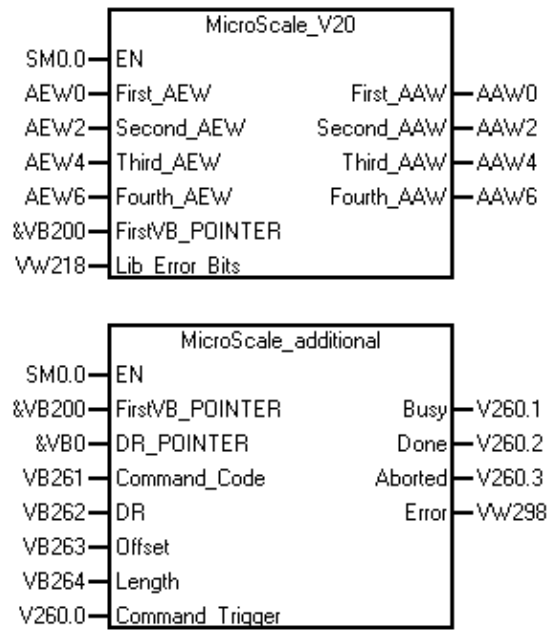 MicroScale_V20
SM0.0 EN
AEW0 First_AEW First_AAW AAW0
AEW2 Second_AEW Second_AAW AAW2
AEW4 Third_AEW Third_AAW AAW4
AEW6 Fourth_AEW Fourth_AAW AAW6
&VB200 FirstVB_POINTER
VW218 Lib_Error_Bits
MicroScale_additional
SM0.0 EN
&VB200 FirstVB_POINTER Busy V260.1
&VB0 DR_POINTER Done V260.2
VB261 Command_Code Aborted V260.3
VB262 DR Error VW298
VB263 Offset
VB264 Length
V260.0 Command_Trigger